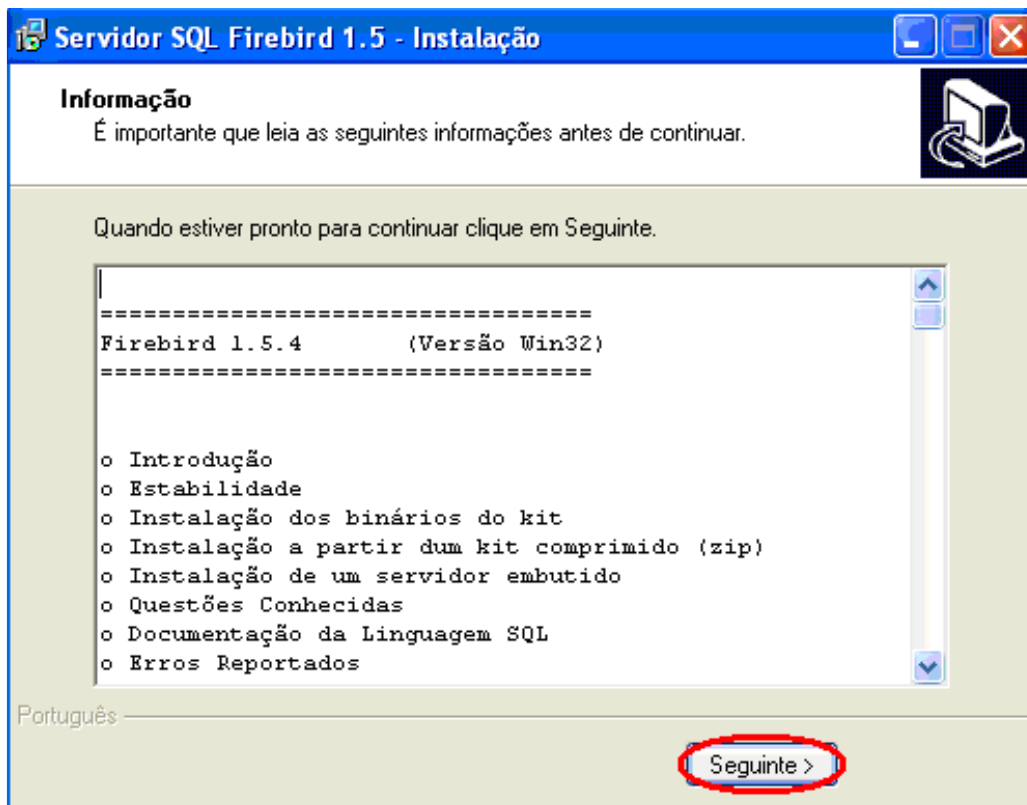 Servidor SQL Firebird 1.5 - Instalação
Informação
É importante que leia as seguintes informações antes de continuar.
Quando estiver pronto para continuar clique em Seguinte.
==================================
Firebird 1.5.4 (Versão Win32)
==================================
o Introdução
o Estabilidade
o Instalação dos binários do kit
o Instalação a partir dum kit comprimido (zip)
o Instalação de um servidor embutido
o Questões Conhecidas
o Documentação da Linguagem SQL
o Erros Reportados
Português
Seguinte >